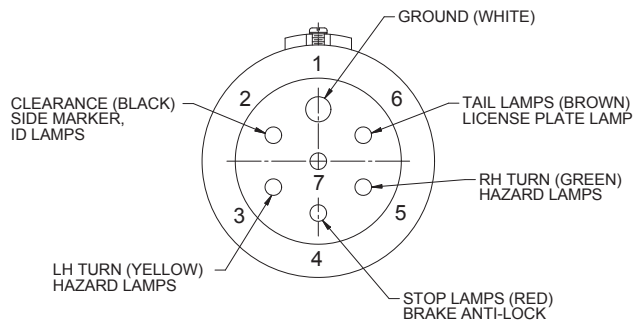 GROUND (WHITE)
1
2
6
CLEARANCE (BLACK)
SIDE MARKER,
ID LAMPS
TAIL LAMPS (BROWN)
LICENSE PLATE LAMP
7
RH TURN (GREEN)
HAZARD LAMPS
3
5
4
LH TURN (YELLOW)
HAZARD LAMPS
STOP LAMPS (RED)
BRAKE ANTI-LOCK